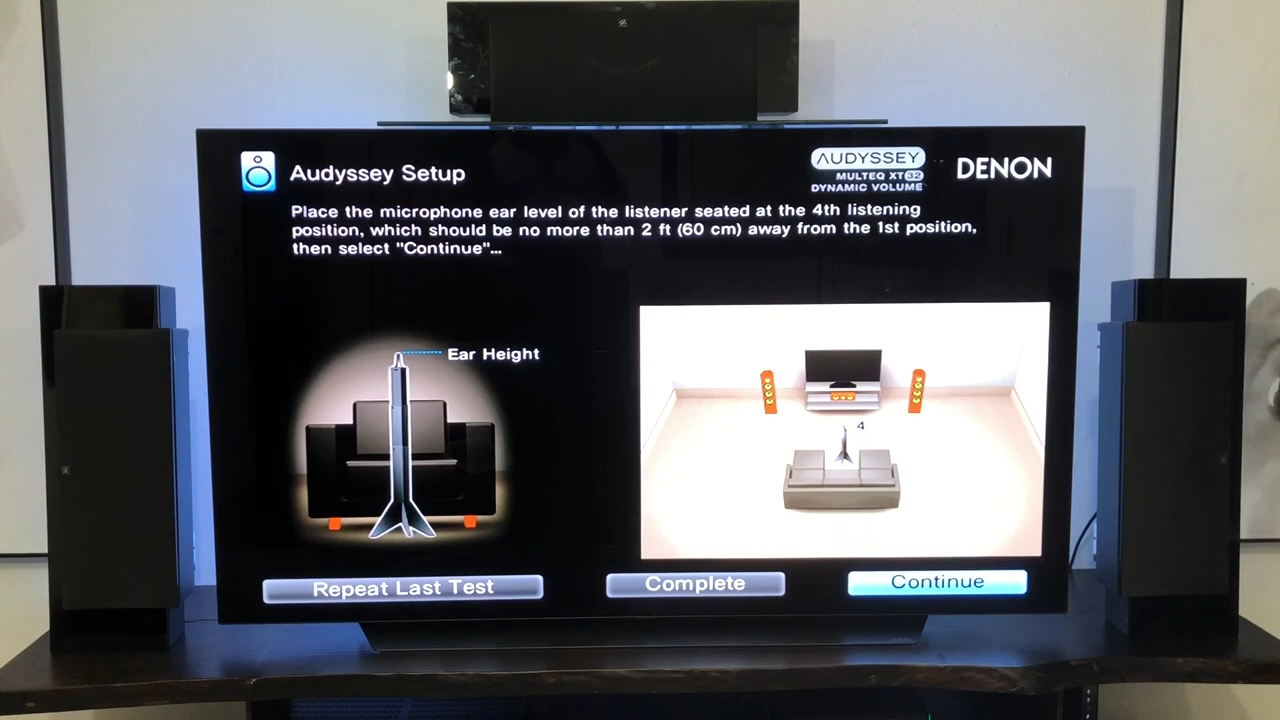 Audyssey Setup
AUDYSSEY
MULTEQ XT32
DYNAMIC VOLUME
DENON
Place the microphone ear level of the listener seated at the 4th listening
position, which should be no more than 2 ft (60 cm) away from the 1st position,
then select "Continue"...
Ear Height
4
Repeat Last Test
Complete
Continue